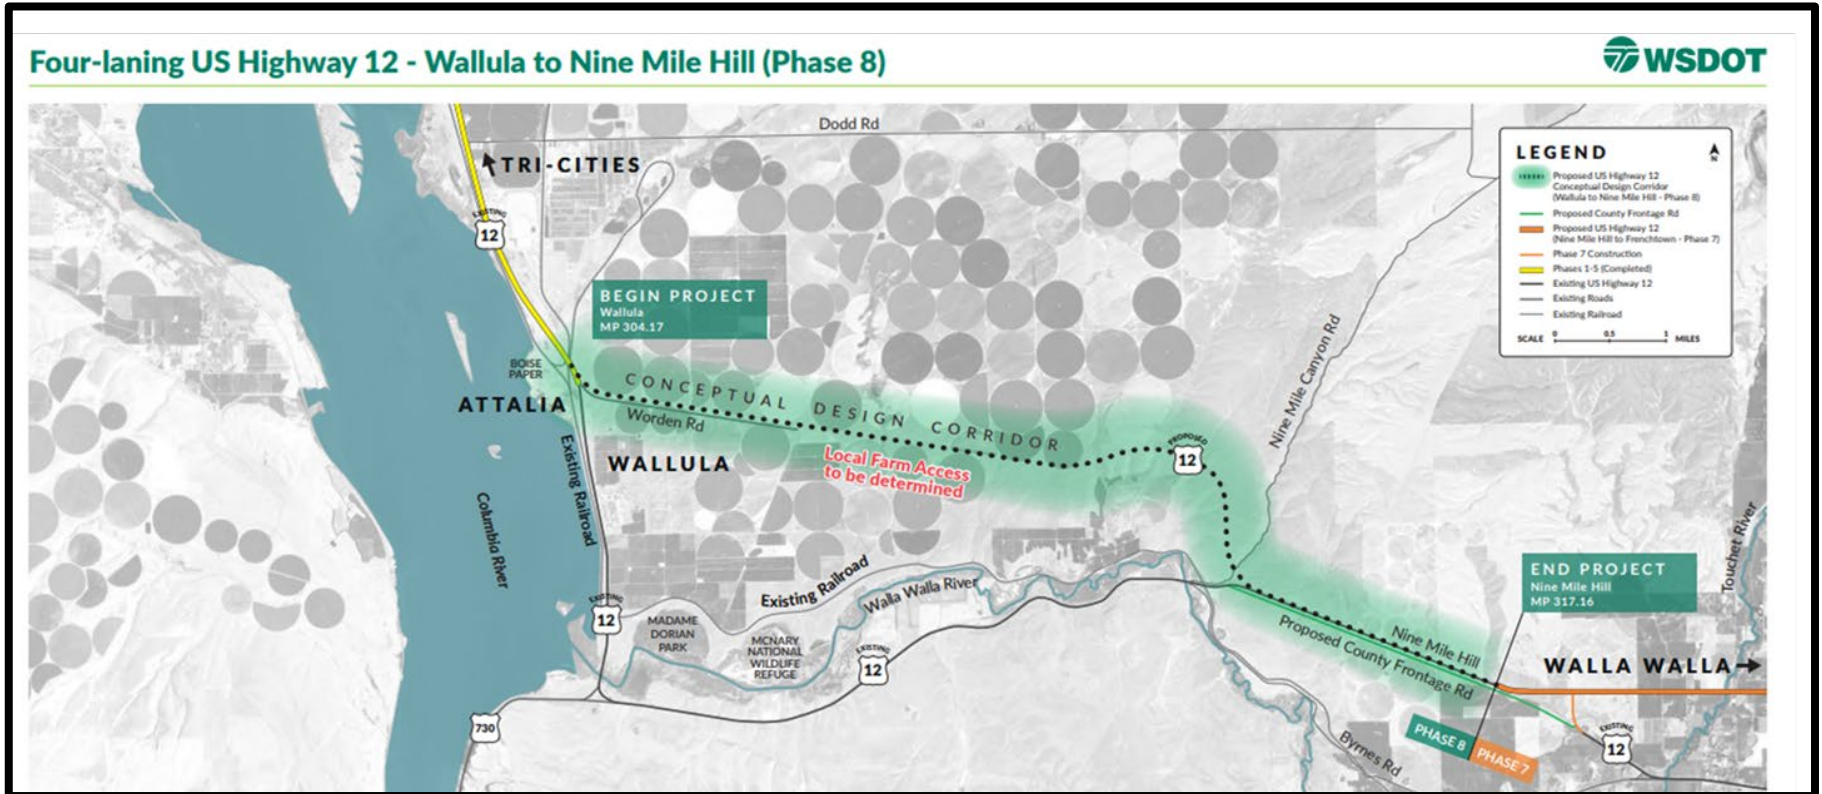 Four-laning US Highway 12 - Wallula to Nine Mile Hill (Phase 8)
WSDOT
Dodd Rd
TRI-CITIES
EXISTING
12
LEGEND
N
Proposed US Highway 12
Conceptual Design Corridor
(Wallula to Nine Mile Hill - Phase 8)
Proposed County Frontage Rd
Proposed US Highway 12
(Nine Mile Hill to Frenchtown - Phase 7)
Phase 7 Construction
Phases 1-5 (Completed)
Existing US Highway 12
Existing Roads
Existing Railroad
SCALE 0 0.5 1 MILES
BEGIN PROJECT
Wallula
MP 304.17
BOISE
PAPER
ATTALIA
CONCEPTUAL DESIGN CORRIDOR
Worden Rd
WALLULA
Local Farm Access
to be determined
PROPOSED
12
Nine Mile Canyon Rd
Existing Railroad
Columbia River
Touchet River
END PROJECT
Nine Mile Hill
MP 317.16
Existing Railroad
Walla Walla River
EXISTING
12
MADAME
DORIAN
PARK
MCNARY
NATIONAL
WILDLIFE
REFUGE
EXISTING
12
Nine Mile Hill
Proposed County Frontage Rd
WALLA WALLA
730
Byrnes Rd
PHASE 8
PHASE 7
EXISTING
12